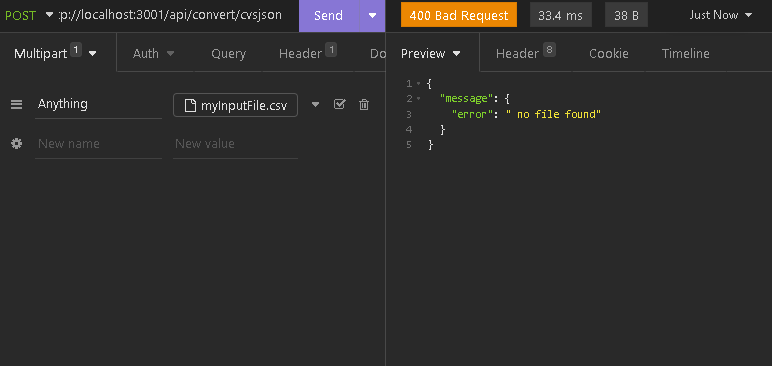 POST :p://localhost:3001/api/convert/cvsjson Send 400 Bad Request 33.4 ms 38 B Just Now
Multipart 1 Auth Query Header 1 Do Preview Header 8 Cookie Timeline
Anything myInputFile.csv
New name New value
1 {
2 "message": {
3 "error": " no file found"
4 }
5 }